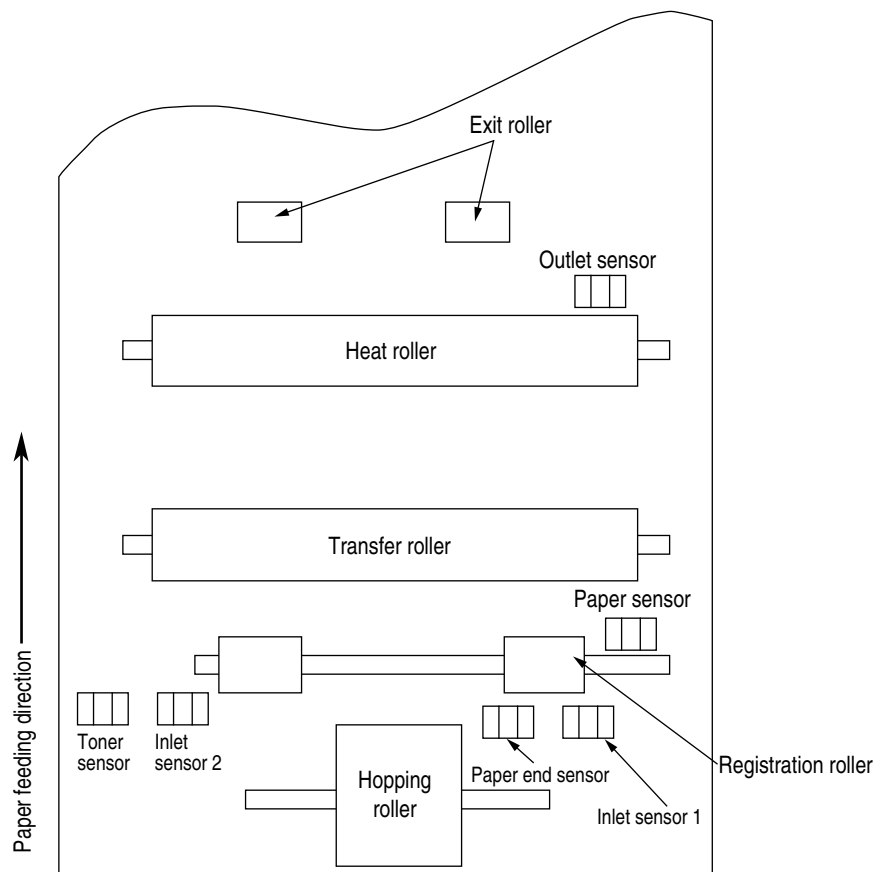 Exit roller
Outlet sensor
Heat roller
Paper feeding direction
Transfer roller
Paper sensor
Toner
sensor
Inlet
sensor 2
Paper end sensor
Registration roller
Hopping
roller
Inlet sensor 1